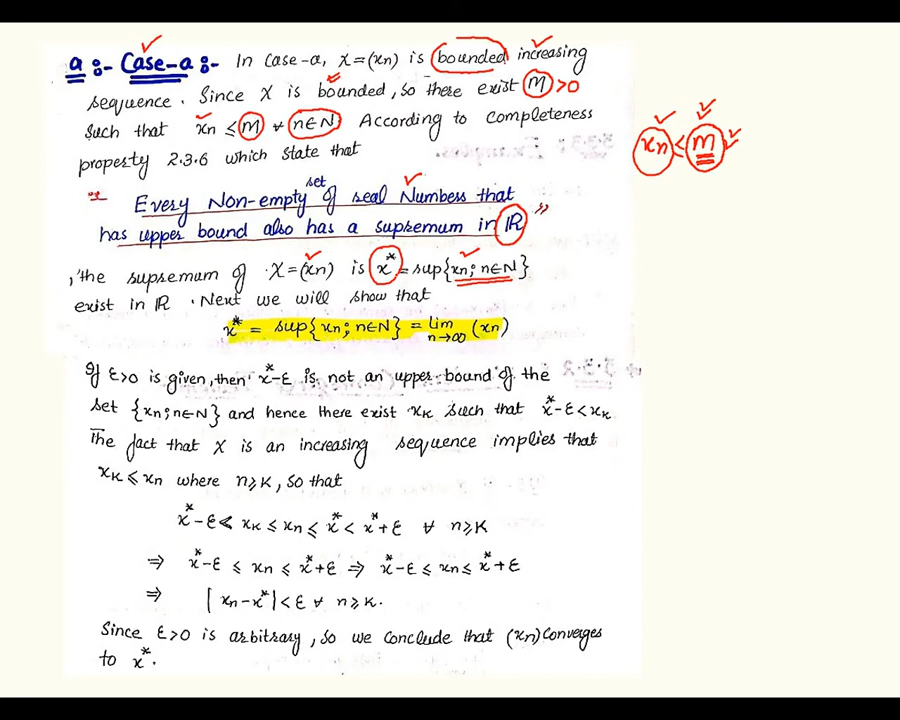 a :- Case-a :- In case-a, X=(xn) is bounded increasing
sequence. Since X is bounded, so there exist M>0
such that xn ≤ M ∀ n∈N According to completeness
property 2.3.6 which state that
" Every Non-empty set of real Numbers that
has upper bound also has a supremum in ℝ "
, the supremum of X=(xn) is x* = sup{xn; n∈N}
exist in ℝ. Next we will show that
x* = sup{xn; n∈N} = lim n→∞ (xn)
If ε>0 is given, then x*-ε is not an upper bound of the
set {xn; n∈N} and hence there exist xK such that x*-ε<xK
The fact that X is an increasing sequence implies that
xK ≤ xn where n≥K, so that
x*-ε < xK ≤ xn ≤ x* < x*+ε ∀ n≥K
⇒ x*-ε ≤ xn ≤ x*+ε ⇒ x*-ε ≤ xn ≤ x*+ε
⇒ |xn-x*|<ε ∀ n≥K.
Since ε>0 is arbitrary, so we conclude that (xn) converges
to x*.
xn ≤ m